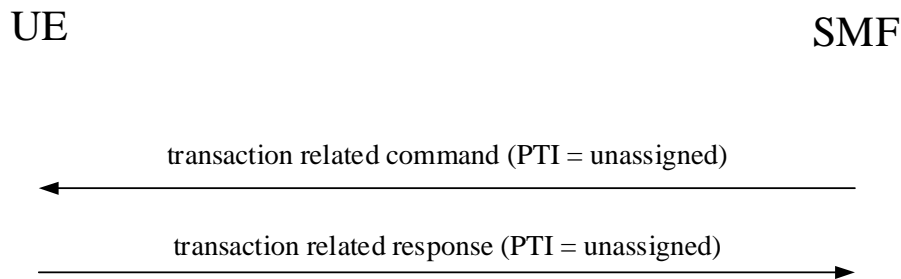 UE
SMF
transaction related command (PTI = unassigned)
transaction related response (PTI = unassigned)